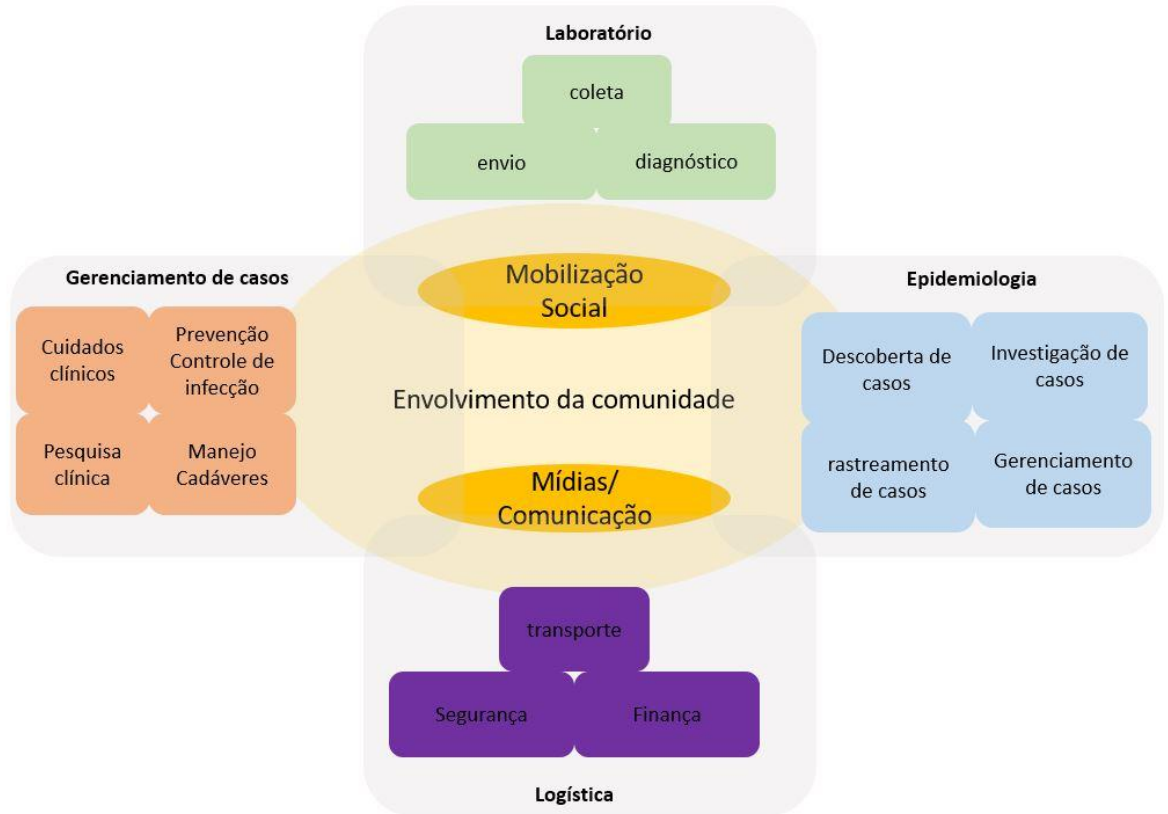 Laboratório
coleta
envio
diagnóstico
Gerenciamento de casos
Cuidados
clínicos
Prevenção
Controle de
infecção
Pesquisa
clínica
Manejo
Cadáveres
Mobilização
Social
Envolvimento da comunidade
Mídias/
Comunicação
Epidemiologia
Descoberta de
casos
Investigação de
casos
rastreamento
de casos
Gerenciamento
de casos
transporte
Segurança
Finança
Logística